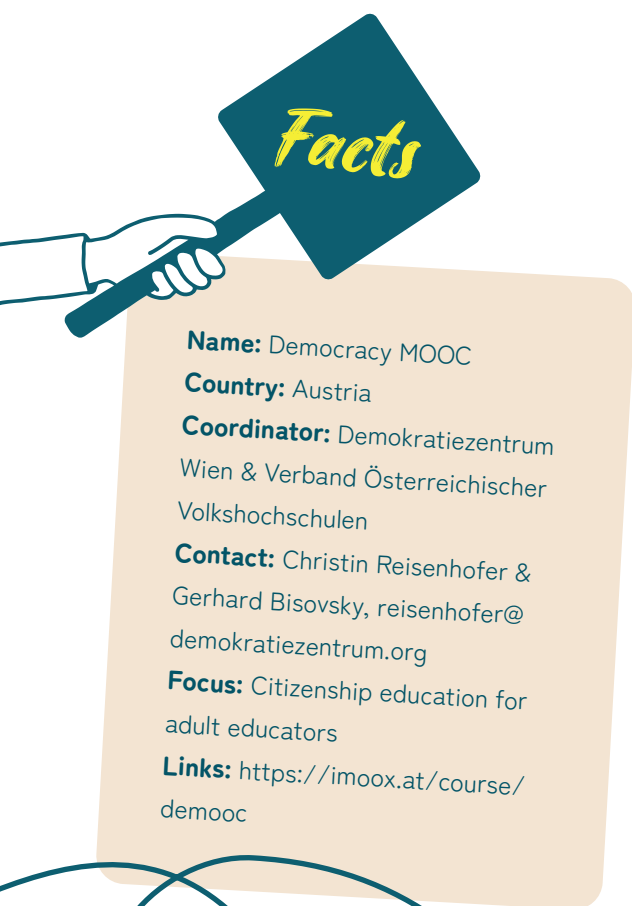 Facts
Name: Democracy MOOC
Country: Austria
Coordinator: Demokratiezentrum
Wien & Verband Österreichischer
Volkshochschulen
Contact: Christin Reisenhofer &
Gerhard Bisovsky, reisenhofer@
demokratiezentrum.org
Focus: Citizenship education for
adult educators
Links: https://imoox.at/course/
demooc